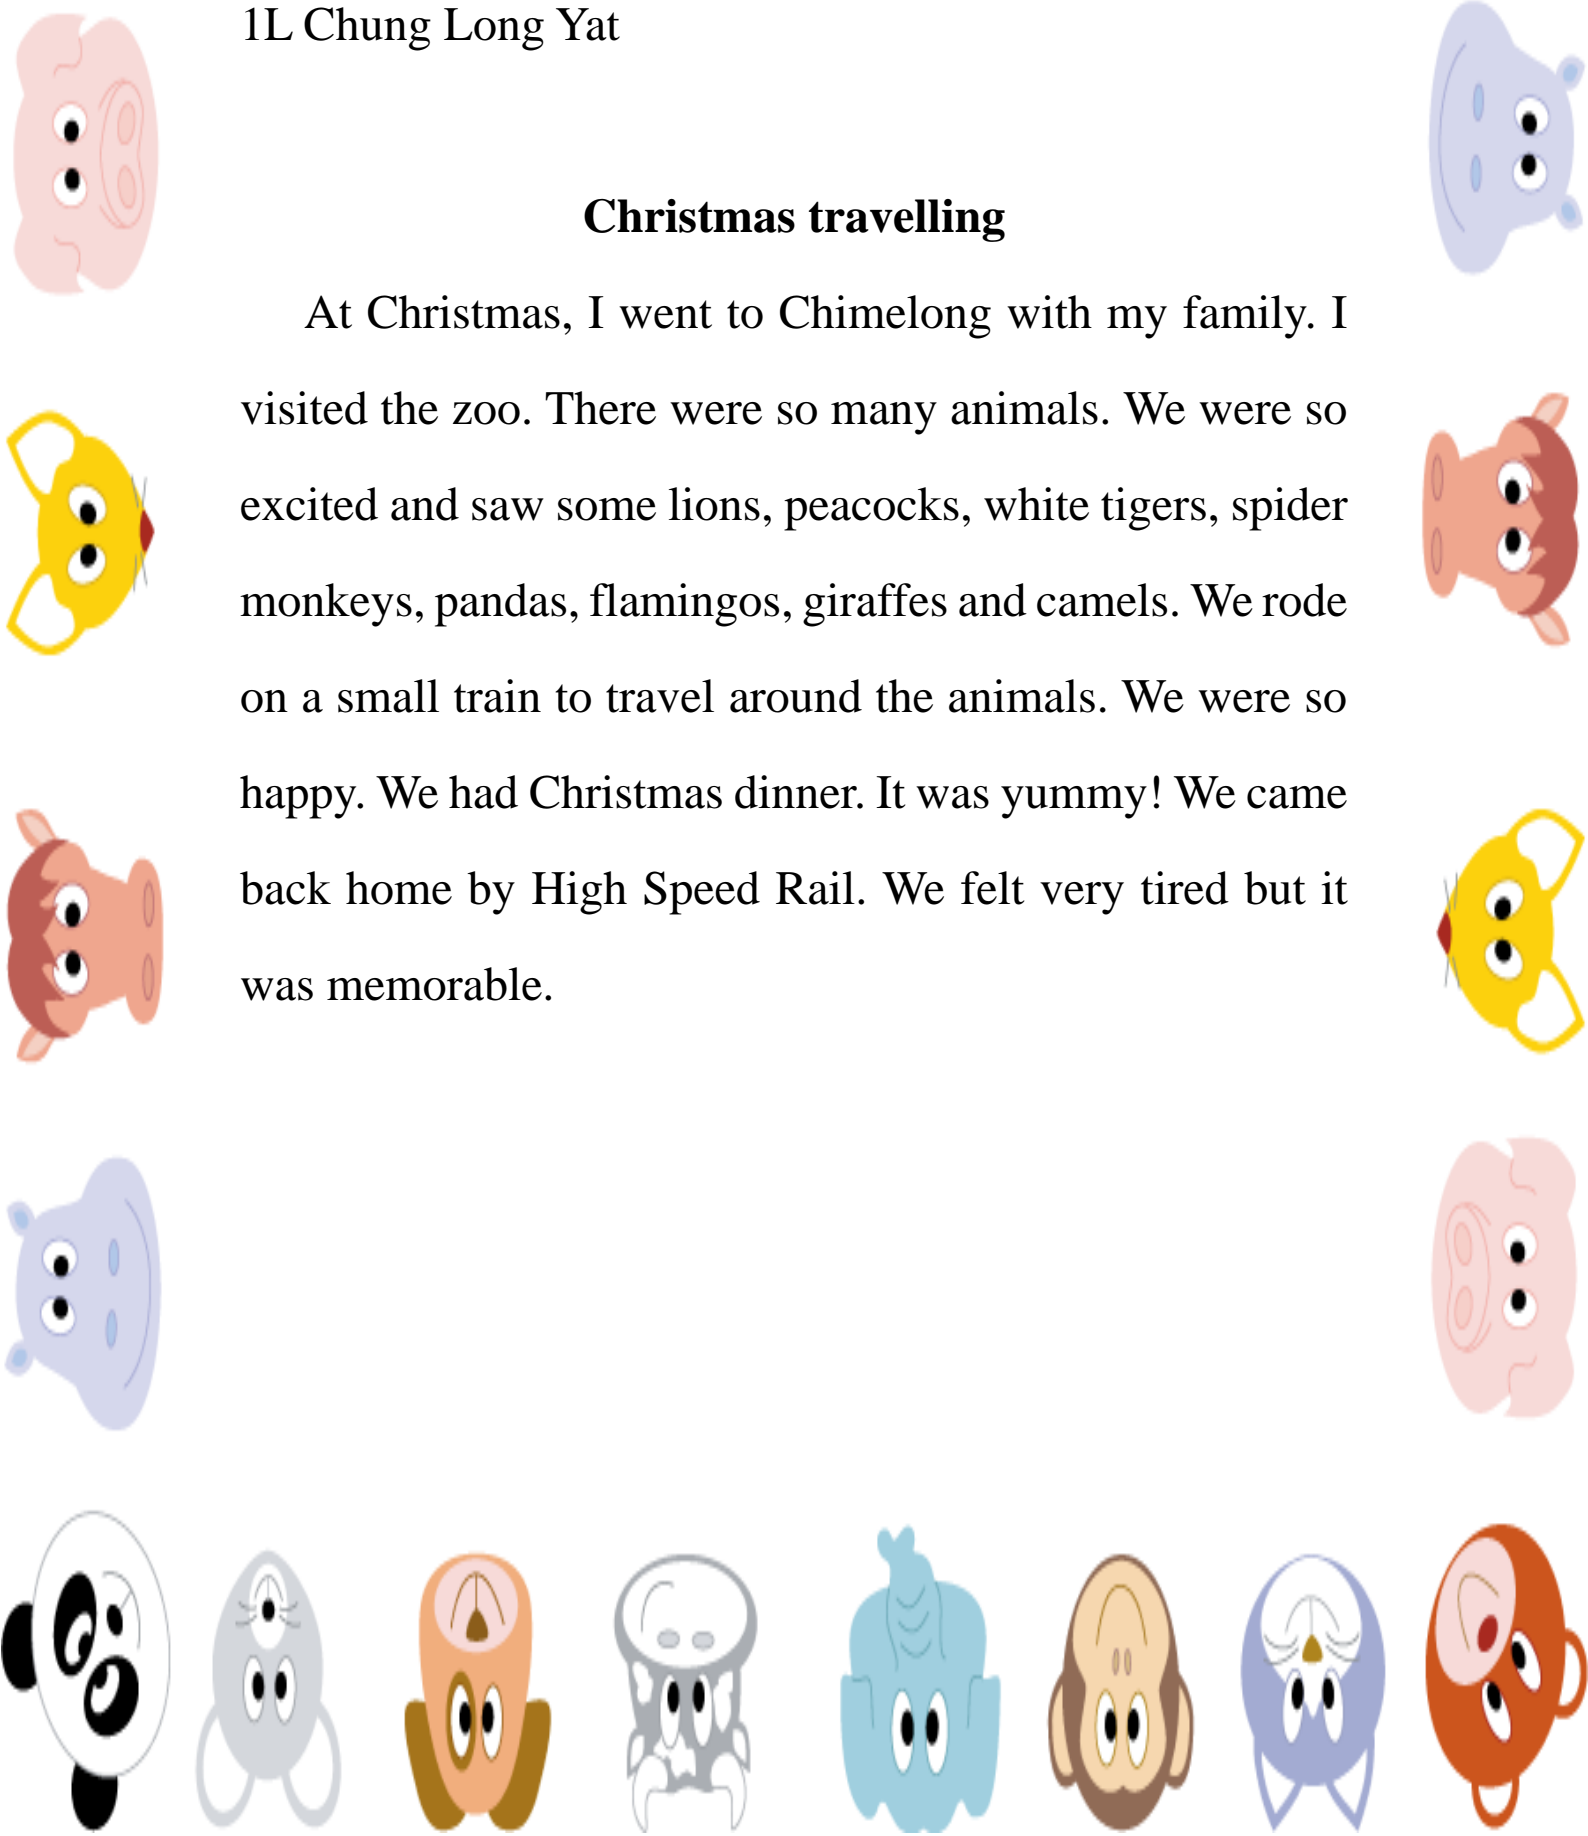 1L Chung Long Yat
Christmas travelling
At Christmas, I went to Chimelong with my family. I
visited the zoo. There were so many animals. We were so
excited and saw some lions, peacocks, white tigers, spider
monkeys, pandas, flamingos, giraffes and camels. We rode
on a small train to travel around the animals. We were so
happy. We had Christmas dinner. It was yummy! We came
back home by High Speed Rail. We felt very tired but it
was memorable.